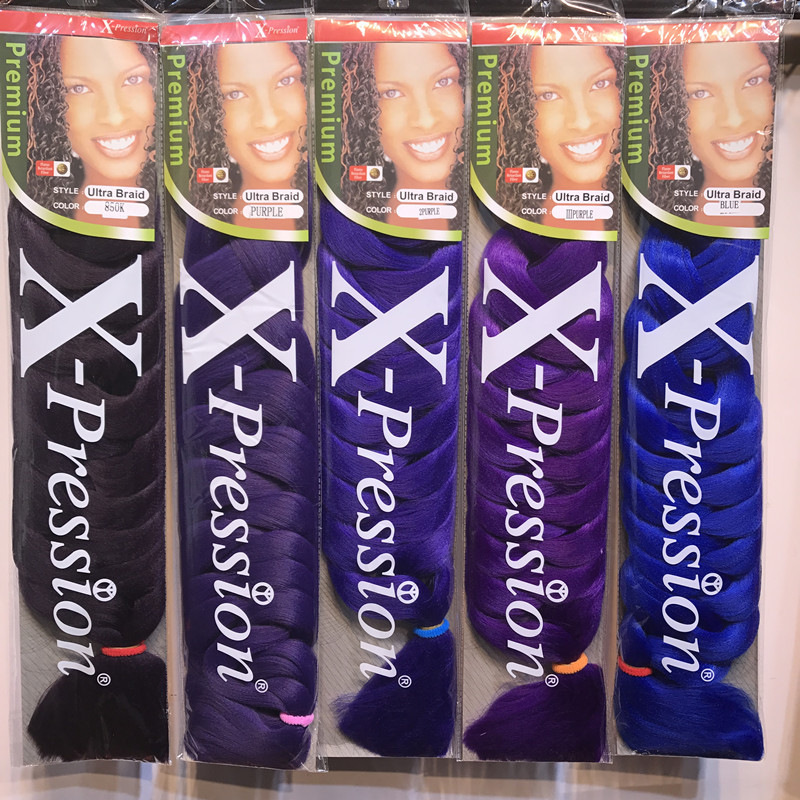 X-Pression®
Premium
STYLE Ultra Braid
COLOR 850K
X-Pression®
X-Pression®
Premium
STYLE Ultra Braid
COLOR PURPLE
X-Pression®
X-Pression®
Premium
STYLE Ultra Braid
COLOR 2PURPLE
X-Pression®
X-Pression®
Premium
STYLE Ultra Braid
COLOR IIIPURPLE
X-Pression®
X-Pression®
Premium
STYLE Ultra Braid
COLOR BLUE
X-Pression®